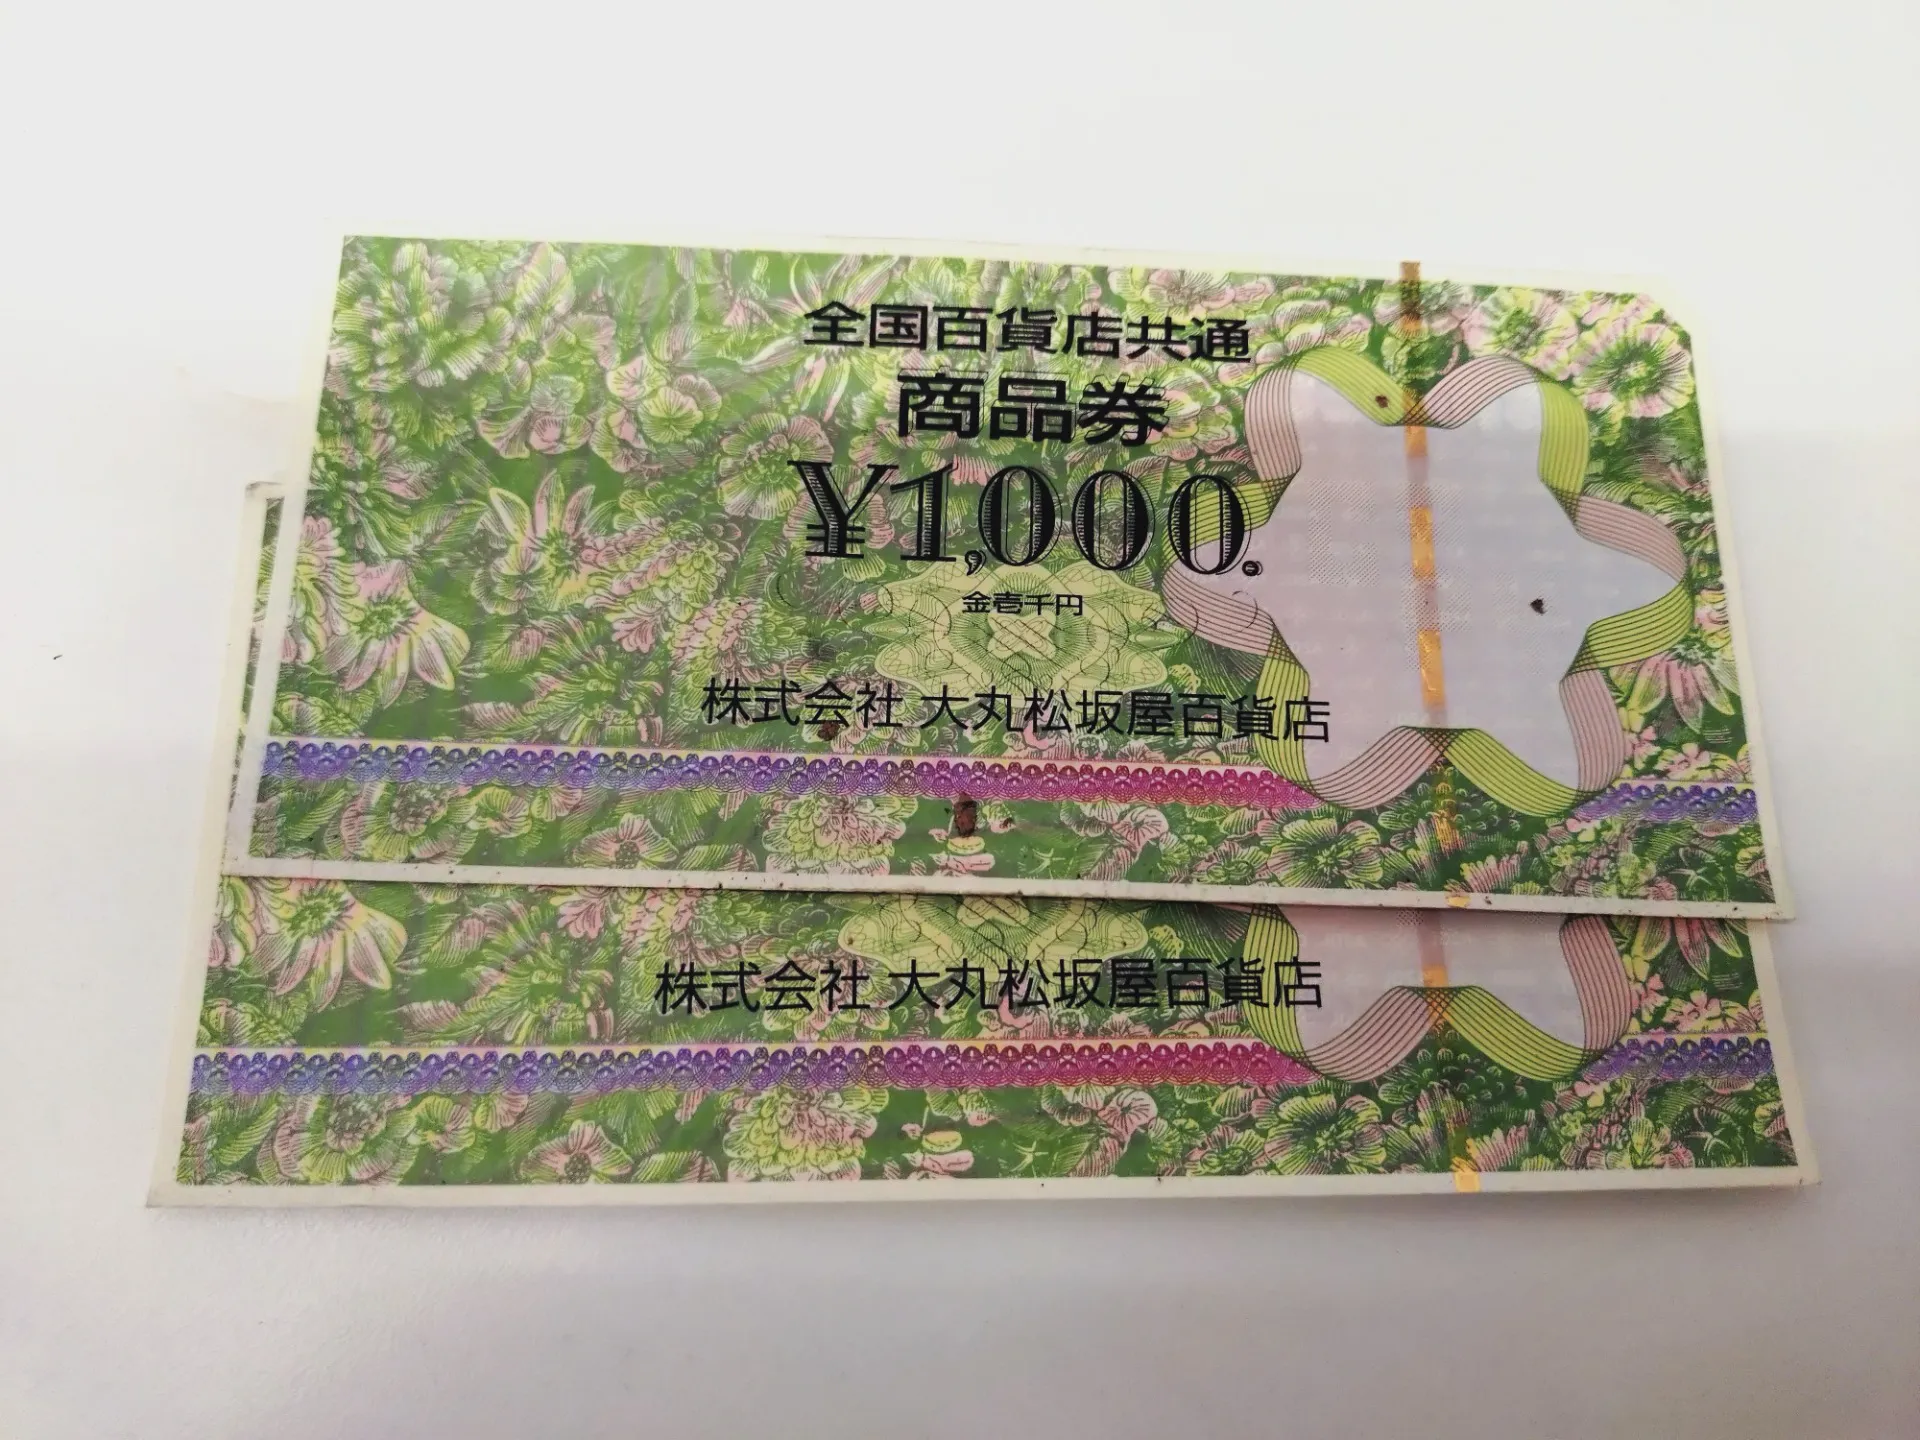 全国百貨店共通
商品券
¥1,000.
金壱千円
株式会社 大丸松坂屋百貨店
株式会社 大丸松坂屋百貨店